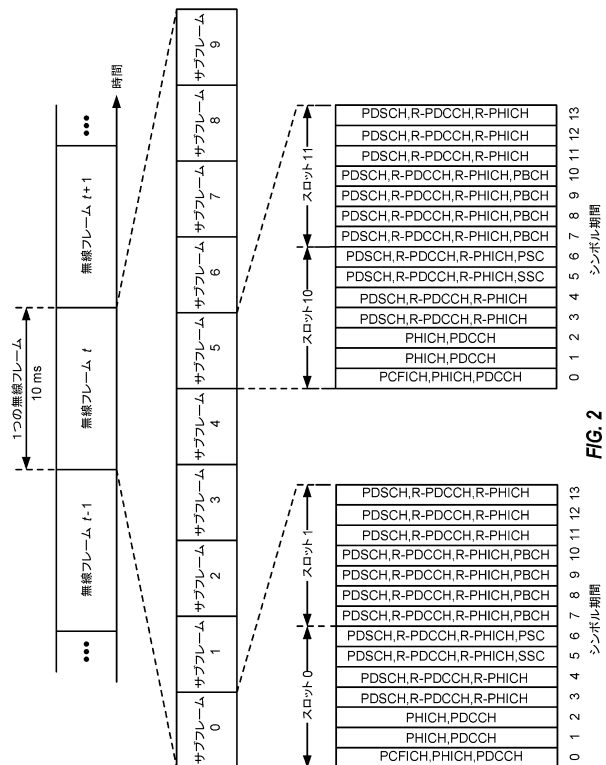 1つの無線フレーム
10 ms
•••
無線フレーム t - 1
無線フレーム t
無線フレーム t + 1
•••
時間
サブフレーム 0
サブフレーム 1
サブフレーム 2
サブフレーム 3
サブフレーム 4
サブフレーム 5
サブフレーム 6
サブフレーム 7
サブフレーム 8
サブフレーム 9
スロット 0
スロット 1
PCFICH,PHICH,PDCCH
PHICH,PDCCH
PHICH,PDCCH
PDSCH,R-PDCCH,R-PHICH
PDSCH,R-PDCCH,R-PHICH
PDSCH,R-PDCCH,R-PHICH,SSC
PDSCH,R-PDCCH,R-PHICH,PSC
PDSCH,R-PDCCH,R-PHICH,PBCH
PDSCH,R-PDCCH,R-PHICH,PBCH
PDSCH,R-PDCCH,R-PHICH,PBCH
PDSCH,R-PDCCH,R-PHICH,PBCH
PDSCH,R-PDCCH,R-PHICH
PDSCH,R-PDCCH,R-PHICH
PDSCH,R-PDCCH,R-PHICH
0 1 2 3 4 5 6 7 8 9 10 11 12 13
シンボル期間
スロット10
スロット11
PCFICH,PHICH,PDCCH
PHICH,PDCCH
PHICH,PDCCH
PDSCH,R-PDCCH,R-PHICH
PDSCH,R-PDCCH,R-PHICH
PDSCH,R-PDCCH,R-PHICH,SSC
PDSCH,R-PDCCH,R-PHICH,PSC
PDSCH,R-PDCCH,R-PHICH,PBCH
PDSCH,R-PDCCH,R-PHICH,PBCH
PDSCH,R-PDCCH,R-PHICH,PBCH
PDSCH,R-PDCCH,R-PHICH,PBCH
PDSCH,R-PDCCH,R-PHICH
PDSCH,R-PDCCH,R-PHICH
PDSCH,R-PDCCH,R-PHICH
0 1 2 3 4 5 6 7 8 9 10 11 12 13
シンボル期間
FIG. 2